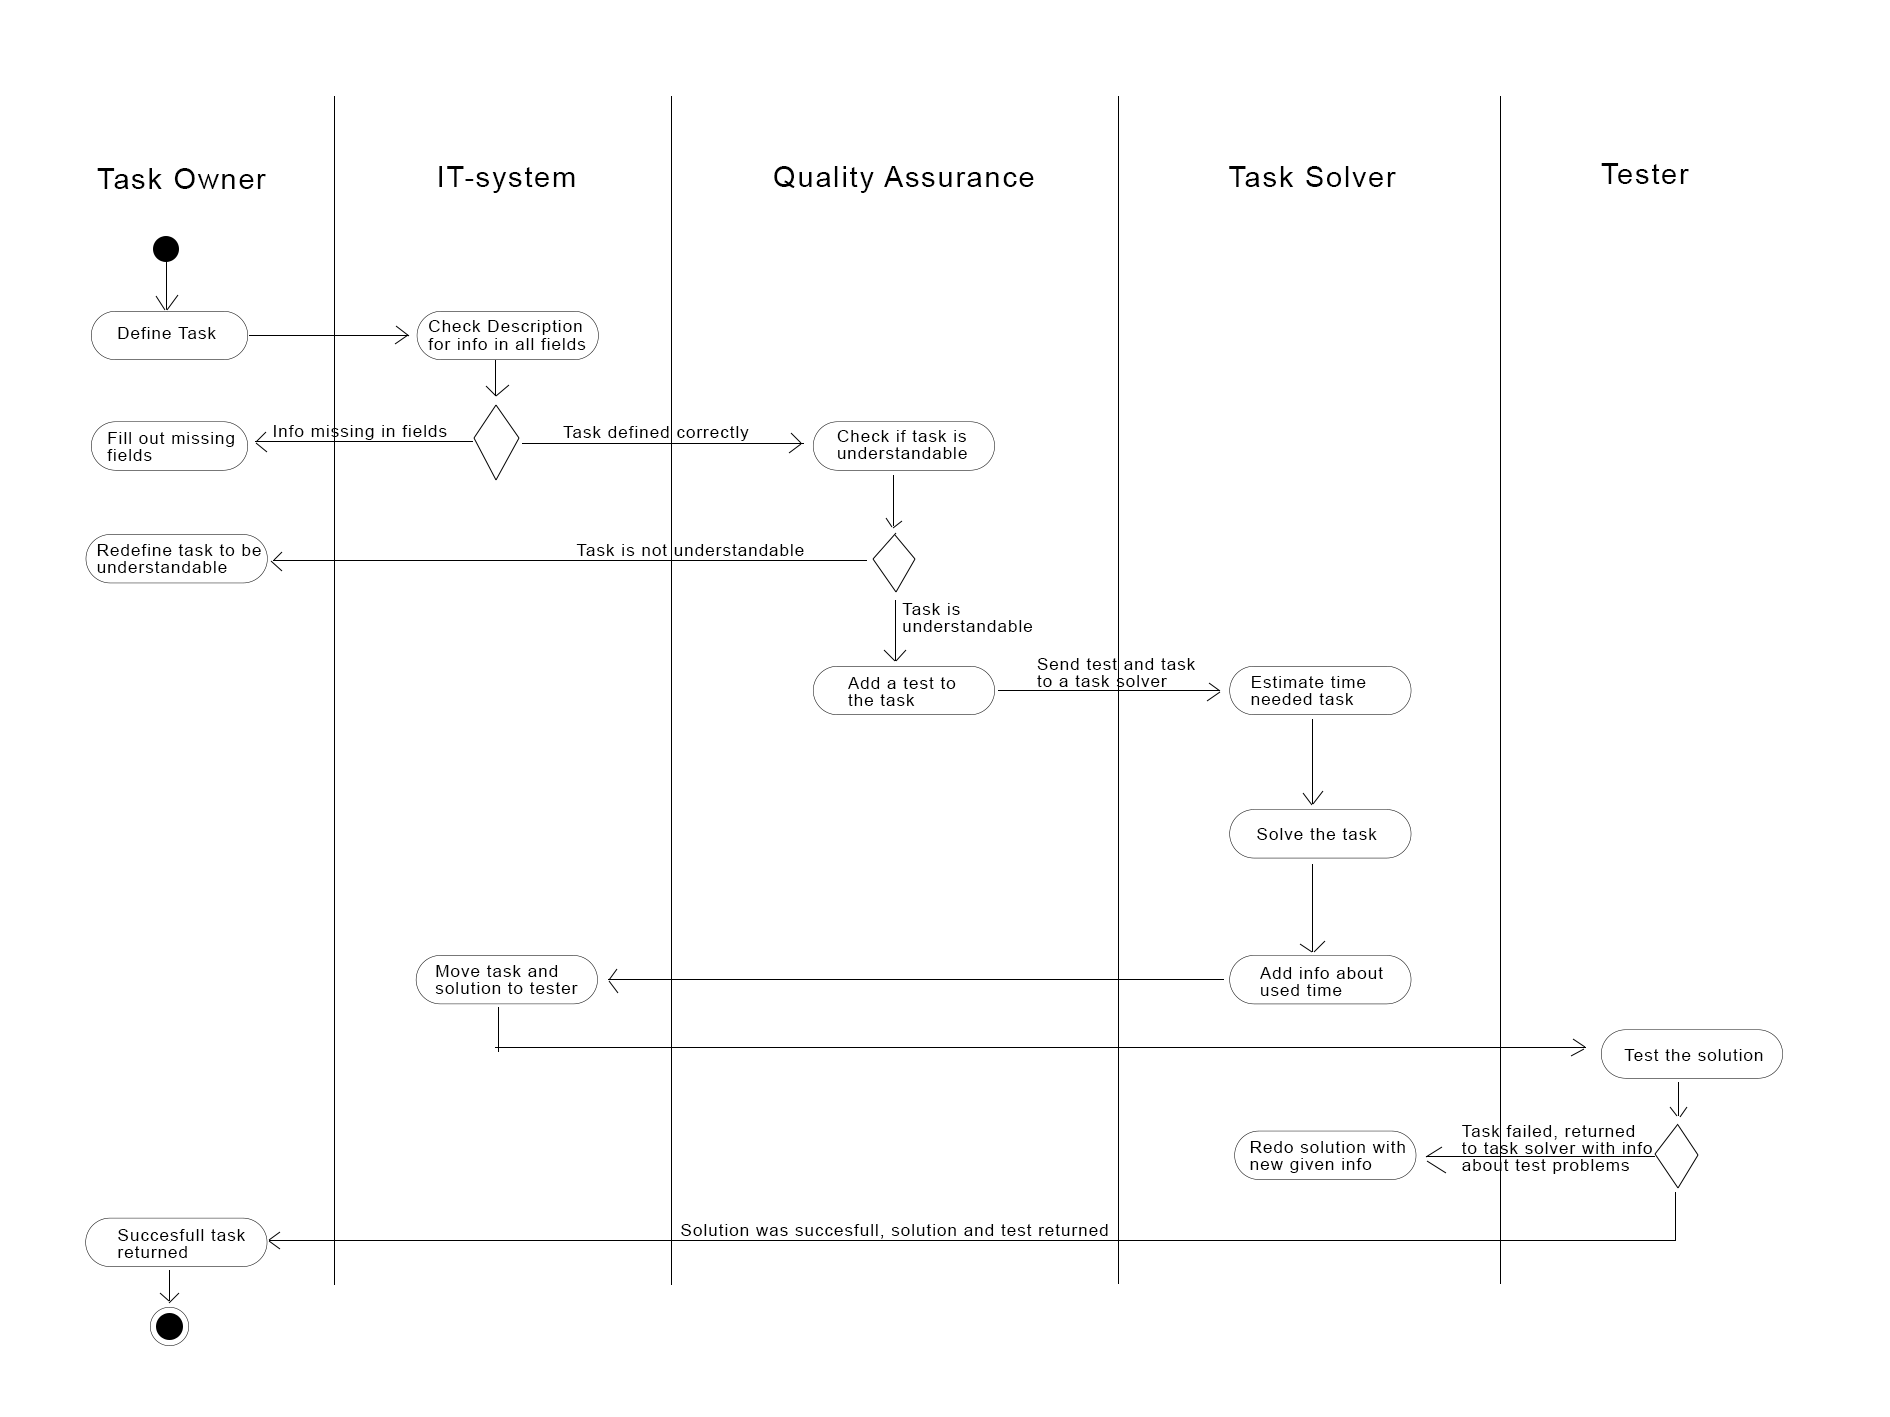 Task Owner
IT-system
Quality Assurance
Task Solver
Tester
Define Task
Check Description
for info in all fields
Fill out missing
fields
Info missing in fields
Task defined correctly
Check if task is
understandable
Redefine task to be
understandable
Task is not understandable
Task is
understandable
Add a test to
the task
Send test and task
to a task solver
Estimate time
needed task
Solve the task
Move task and
solution to tester
Add info about
used time
Test the solution
Redo solution with
new given info
Task failed, returned
to task solver with info
about test problems
Succesfull task
returned
Solution was succesfull, solution and test returned